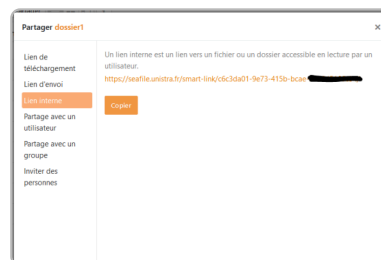 Partager dossier1
×
Lien de
téléchargement
Lien d'envoi
Lien interne
Partage avec un
utilisateur
Partage avec un
groupe
Inviter des
personnes
Un lien interne est un lien vers un fichier ou un dossier accessible en lecture par un
utilisateur.
https://seafile.unistra.fr/smart-link/c6c3da01-9e73-415b-bcae
Copier